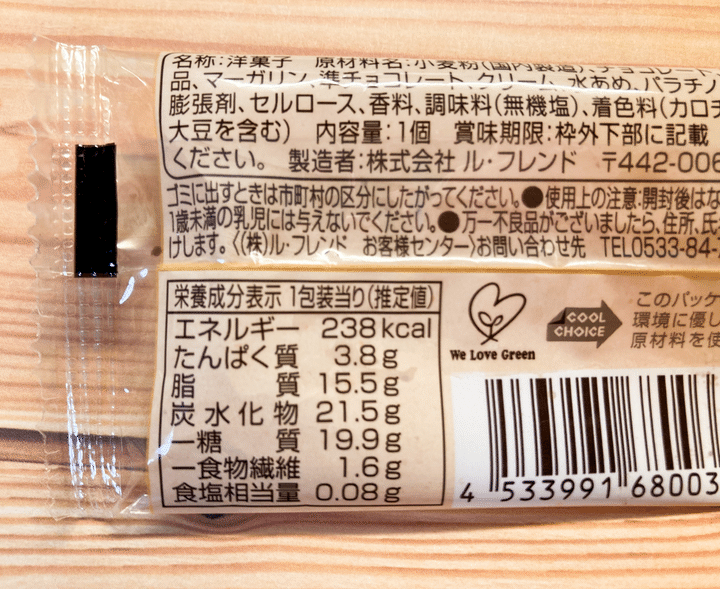 名称:洋菓子 原材料名:小麦粉(国内製造)、チョコレート
品、マーガリン、準チョコレート、クリーム、水あめ、パラチノ
膨張剤、セルロース、香料、調味料(無機塩)、着色料(カロチ
大豆を含む) 内容量:1個 賞味期限:枠外下部に記載
ください。 製造者:株式会社 ル・フレンド 〒442-006
ゴミに出すときは市町村の区分にしたがってください。●使用上の注意:開封後はな
1歳未満の乳児には与えないでください。●万一不良品がございましたら、住所、氏
けします。〈(株)ル・フレンド お客様センター〉お問い合わせ先 TEL0533-84-
栄養成分表示 1包装当り(推定値)
エネルギー 238kcal
たんぱく質 3.8g
脂質 15.5g
炭水化物 21.5g
−糖質 19.9g
−食物繊維 1.6g
食塩相当量 0.08g
We Love Green
COOL
CHOICE
このパッケ
環境に優し
原材料を使
4 533991 68003